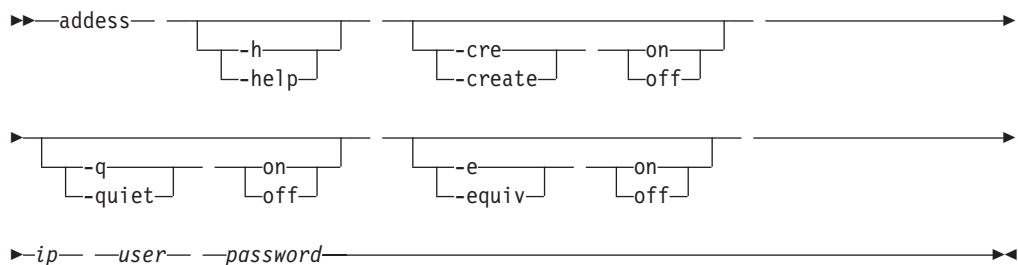 addess
-h -cre on
-help -create off
-q on -e on
-quiet off -equiv off
ip user password